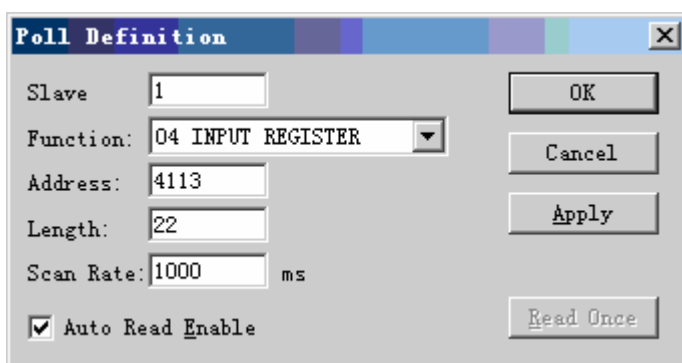 Poll Definition
Slave 1
Function: 04 INPUT REGISTER
Address: 4113
Length: 22
Scan Rate: 1000 ms
Auto Read Enable
OK
Cancel
Apply
Read Once